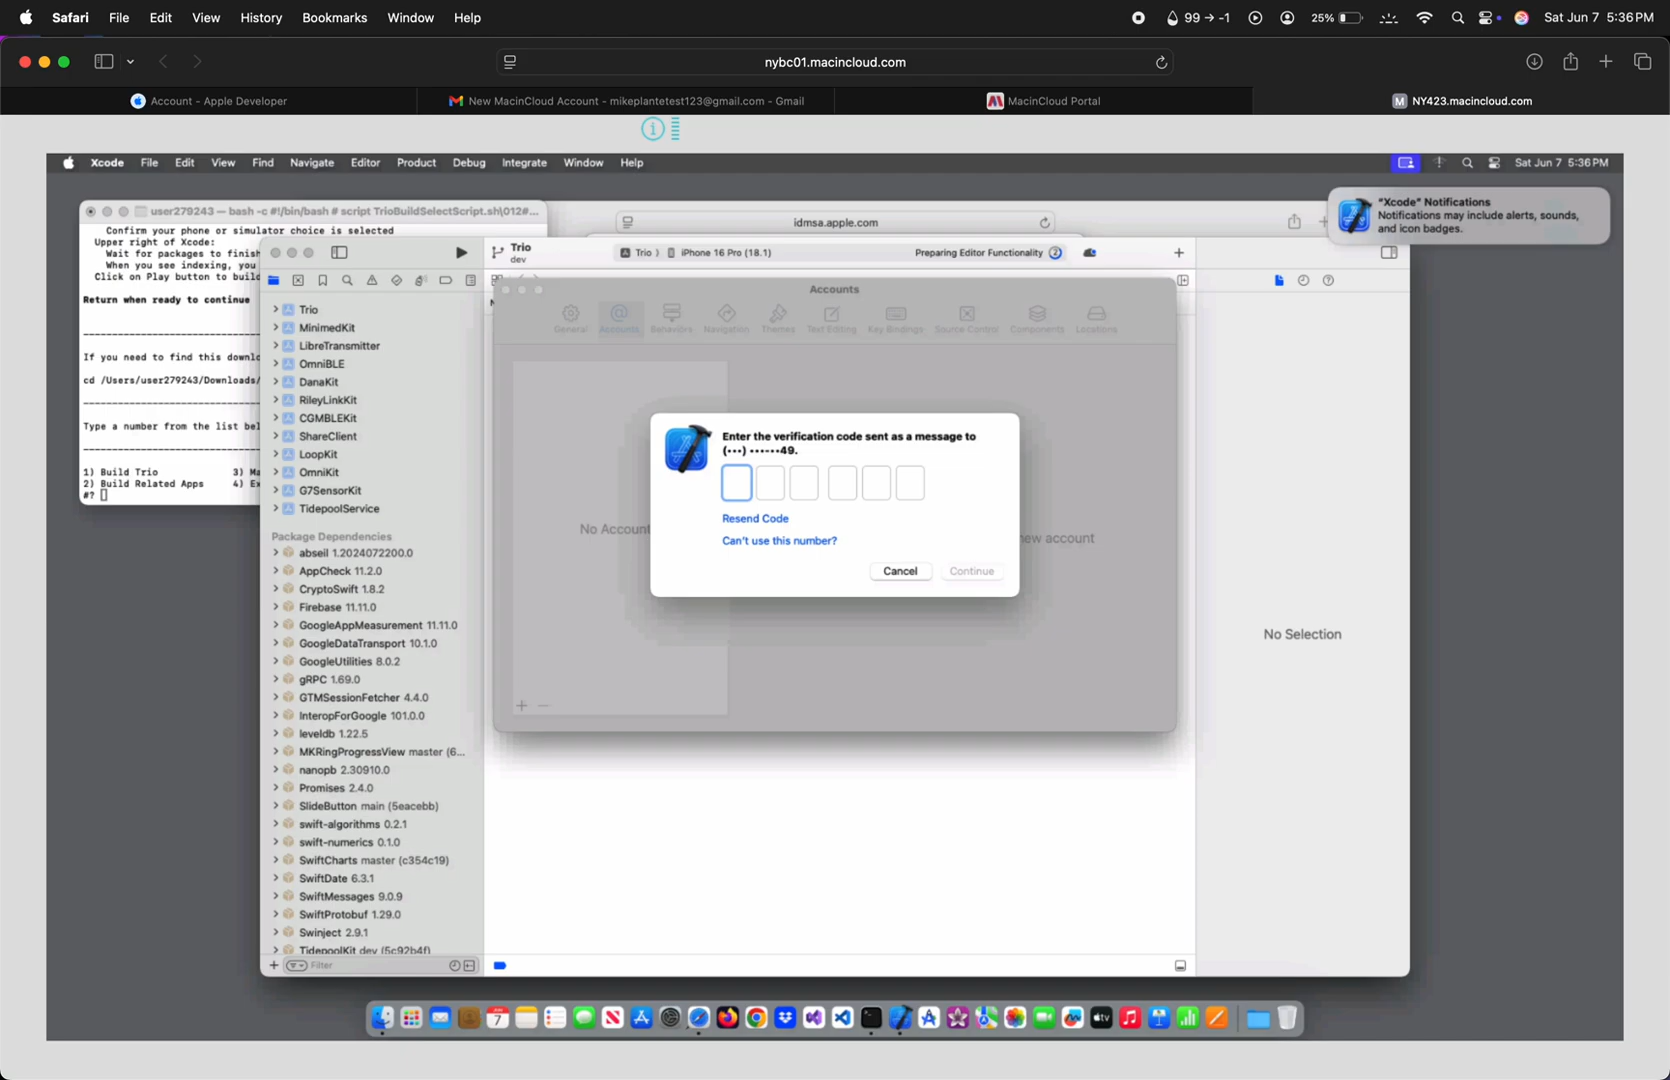 Safari File Edit View History Bookmarks Window Help
99 → -1
25%
Sat Jun 7 5:36 PM
nybc01.macincloud.com
Account - Apple Developer
New MacinCloud Account - mikeplantetest123@gmail.com - Gmail
MacinCloud Portal
M NY423.macincloud.com
Xcode File Edit View Find Navigate Editor Product Debug Integrate Window Help
Sat Jun 7 5:36 PM
user279243 — bash -c #!/bin/bash # script TrioBuildSelectScript.sh\012#...
Confirm your phone or simulator choice is selected
Upper right of Xcode:
Wait for packages to finish
When you see indexing, you
Click on Play button to build
Return when ready to continue
If you need to find this downlo
cd /Users/user279243/Downloads/
Type a number from the list bel
1) Build Trio 3) Ma
2) Build Related Apps 4) Ex
#?
idmsa.apple.com
"Xcode" Notifications
Notifications may include alerts, sounds,
and icon badges.
Trio
dev
Trio 〉 iPhone 16 Pro (18.1)
Preparing Editor Functionality 2
Trio
MinimedKit
LibreTransmitter
OmniBLE
DanaKit
RileyLinkKit
CGMBLEKit
ShareClient
LoopKit
OmniKit
G7SensorKit
TidepoolService
Package Dependencies
abseil 1.2024072200.0
AppCheck 11.2.0
CryptoSwift 1.8.2
Firebase 11.11.0
GoogleAppMeasurement 11.11.0
GoogleDataTransport 10.1.0
GoogleUtilities 8.0.2
gRPC 1.69.0
GTMSessionFetcher 4.4.0
InteropForGoogle 101.0.0
leveldb 1.22.5
MKRingProgressView master (6...
nanopb 2.30910.0
Promises 2.4.0
SlideButton main (5eacebb)
swift-algorithms 0.2.1
swift-numerics 0.1.0
SwiftCharts master (c354c19)
SwiftDate 6.3.1
SwiftMessages 9.0.9
SwiftProtobuf 1.29.0
Swinject 2.9.1
TidepoolKit dev (5c92b4f)
Filter
Accounts
General Accounts Behaviors Navigation Themes Text Editing Key Bindings Source Control Components Locations
No Account
new account
Enter the verification code sent as a message to
(•••) •••-••49.
Resend Code
Can't use this number?
Cancel Continue
No Selection
7
tv